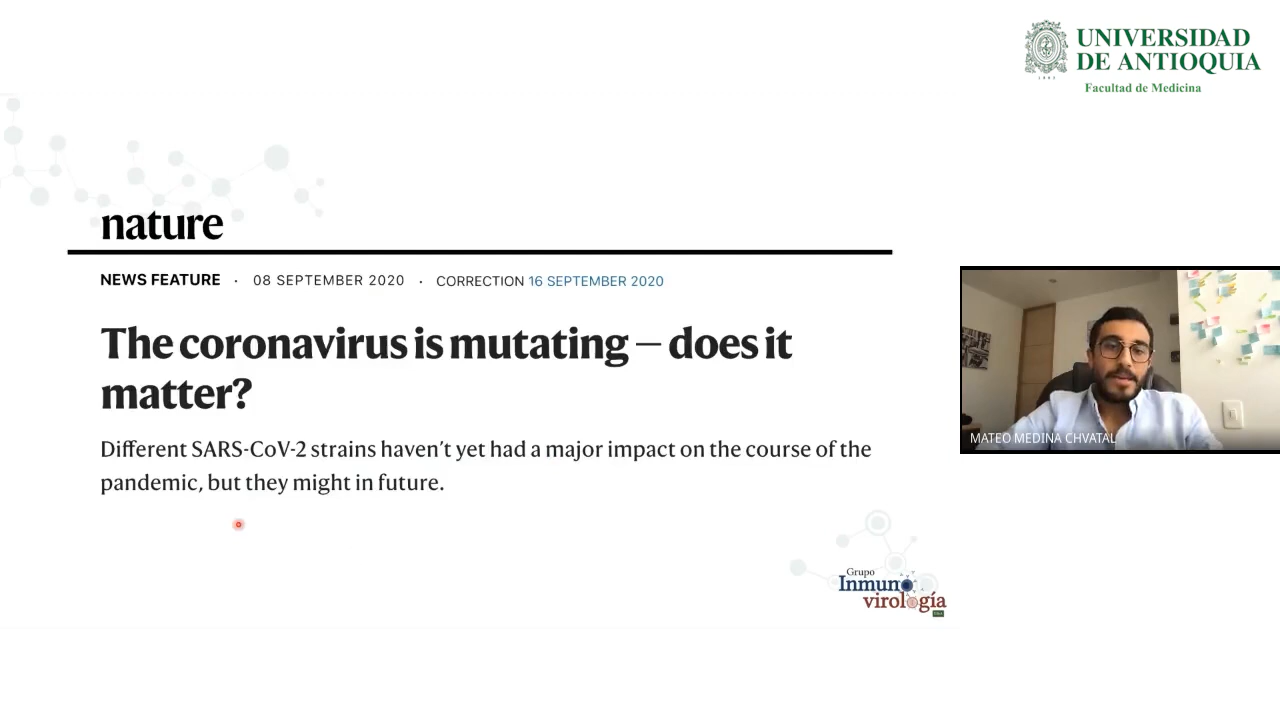 UNIVERSIDAD
DE ANTIOQUIA
1803
Facultad de Medicina
nature
NEWS FEATURE · 08 SEPTEMBER 2020 · CORRECTION 16 SEPTEMBER 2020
The coronavirus is mutating — does it
matter?
Different SARS-CoV-2 strains haven't yet had a major impact on the course of the
pandemic, but they might in future.
MATEO MEDINA CHVATAL
Grupo
Inmuno
virología